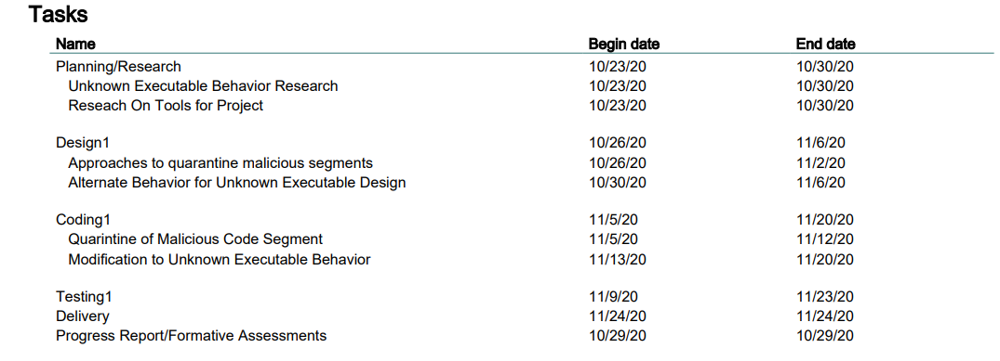 Tasks
Name Begin date End date
Planning/Research 10/23/20 10/30/20
Unknown Executable Behavior Research 10/23/20 10/30/20
Reseach On Tools for Project 10/23/20 10/30/20
Design1 10/26/20 11/6/20
Approaches to quarantine malicious segments 10/26/20 11/2/20
Alternate Behavior for Unknown Executable Design 10/30/20 11/6/20
Coding1 11/5/20 11/20/20
Quarintine of Malicious Code Segment 11/5/20 11/12/20
Modification to Unknown Executable Behavior 11/13/20 11/20/20
Testing1 11/9/20 11/23/20
Delivery 11/24/20 11/24/20
Progress Report/Formative Assessments 10/29/20 10/29/20